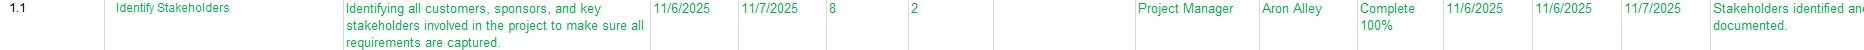 1.1 Identify Stakeholders Identifying all customers, sponsors, and key 11/6/2025 11/7/2025 8 2 Project Manager Aron Alley Complete 11/6/2025 11/6/2025 11/7/2025 Stakeholders identified
stakeholders involved in the project to make sure all 100% documented.
requirements are captured.